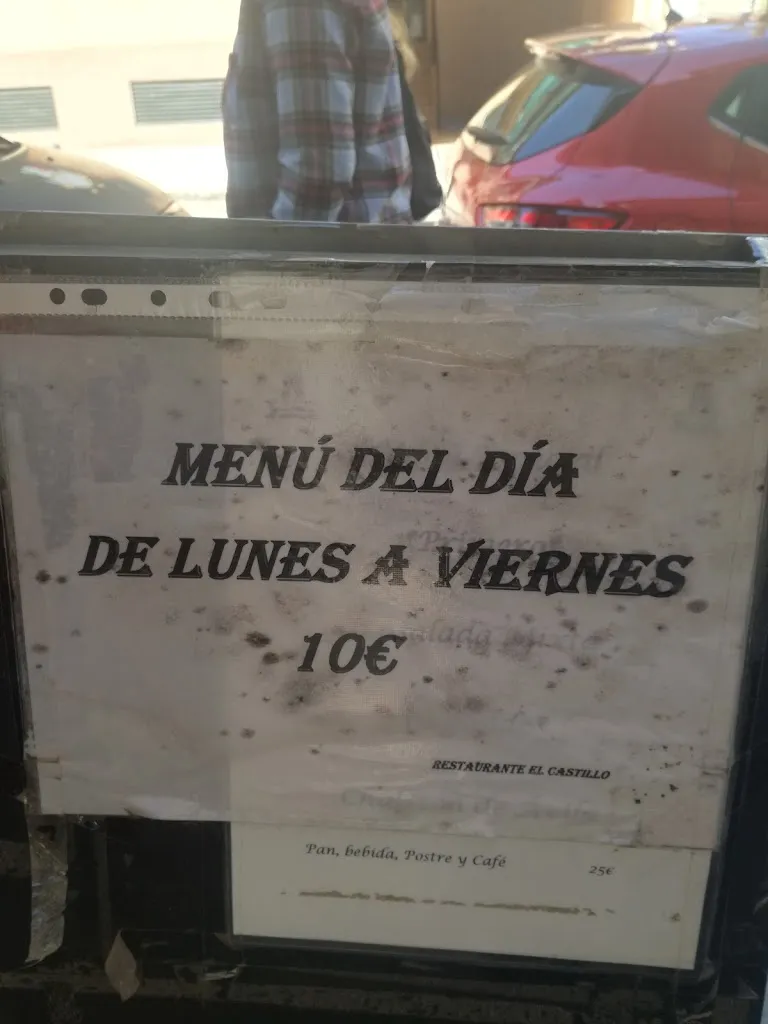 MENÚ DEL DÍA
DE LUNES A VIERNES
10€
RESTAURANTE EL CASTILLO
Pan, bebida, Postre y Café 25€